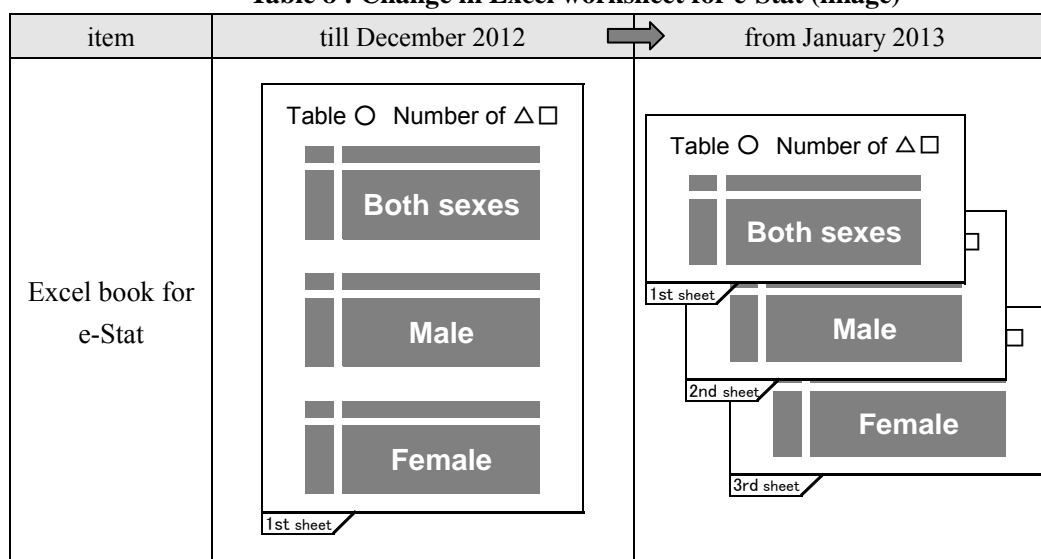 Table 8 : Change in Excel worksheet for e-Stat (image)
item
till December 2012
from January 2013
Excel book for
e-Stat
Table ○ Number of △□
Both sexes
Male
Female
1st sheet
Table ○ Number of △□
Both sexes
1st sheet
□
Male
2nd sheet
□
Female
3rd sheet